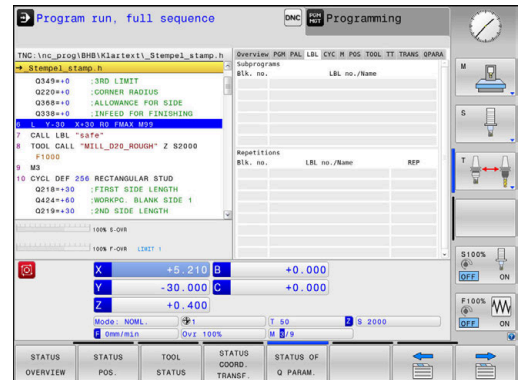 Program run, full sequence
DNC
PGM MGT
Programming
TNC:\nc_prog\BHB\Klartext\_Stempel_stamp.h
→_Stempel_stamp.h
Q349=+0 ;3RD LIMIT
Q220=+0 ;CORNER RADIUS
Q368=+0 ;ALLOWANCE FOR SIDE
Q338=+0 ;INFEED FOR FINISHING
6 L Y-30 X+30 R0 FMAX M99
7 CALL LBL "safe"
8 TOOL CALL "MILL_D20_ROUGH" Z S2000
F1000
9 M3
10 CYCL DEF 256 RECTANGULAR STUD
Q218=+30 ;FIRST SIDE LENGTH
Q424=+60 ;WORKPC. BLANK SIDE 1
Q219=+30 ;2ND SIDE LENGTH
Overview PGM PAL LBL CYC M POS TOOL TT TRANS QPARA
Subprograms
Blk. no. LBL no./Name
Repetitions
Blk. no. LBL no./Name REP
100% S-OVR
100% F-OVR LIMIT 1
X +5.210 B +0.000
Y -30.000 C +0.000
Z +0.400
Mode: NOML. 1 T 50 Z S 2000
F 0mm/min Ovr 100% M 5/9
M
S
T
S100%
OFF ON
F100%
OFF ON
STATUS OVERVIEW
STATUS POS.
TOOL STATUS
STATUS COORD. TRANSF.
STATUS OF Q PARAM.